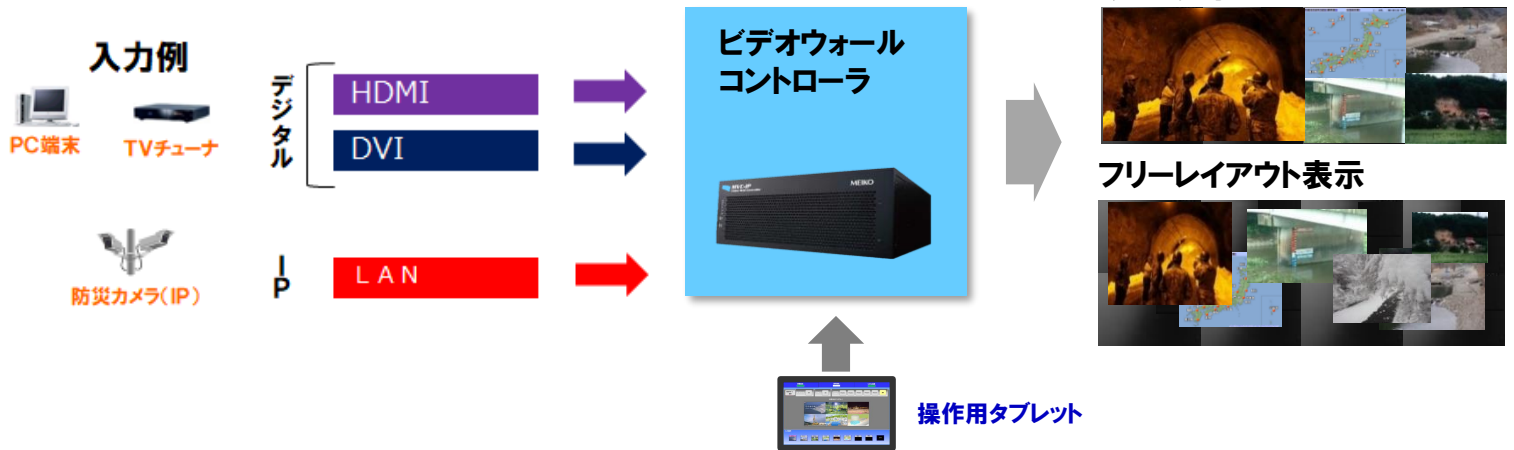 入力例
PC端末
TVチューナ
デジタル
HDMI
DVI
防災カメラ(IP)
IP
LAN
ビデオウォール
コントローラ
MVC-IP
MEIKO
操作用タブレット
フリーレイアウト表示